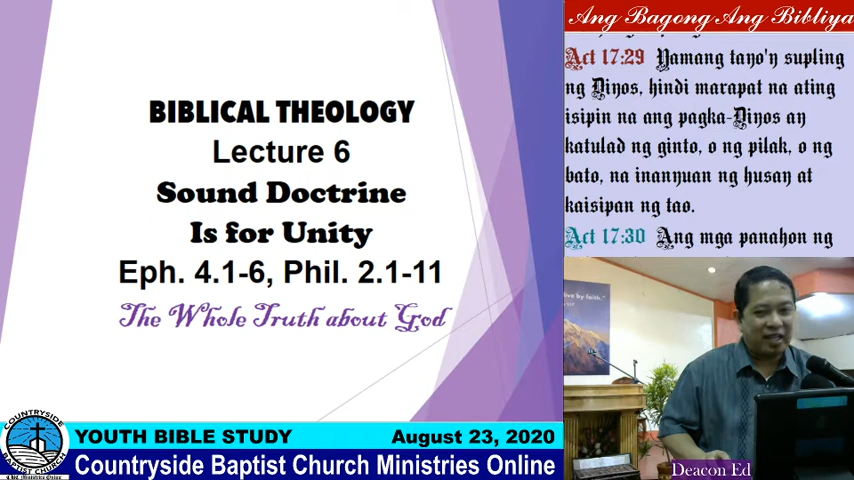 BIBLICAL THEOLOGY
Lecture 6
Sound Doctrine
Is for Unity
Eph. 4.1-6, Phil. 2.1-11
The Whole Truth about God
Ang Bagong Ang Bibliya
Act 17:29 Yamang tayo'y supling
ng Diyos, hindi marapat na ating
isipin na ang pagka-Diyos ay
katulad ng ginto, o ng pilak, o ng
bato, na inanyuan ng husay at
kaisipan ng tao.
Act 17:30 Ang mga panahon ng
live by faith."
Deacon Ed
COUNTRYSIDE
BAPTIST CHURCH
YOUTH BIBLE STUDY August 23, 2020
Countryside Baptist Church Ministries Online